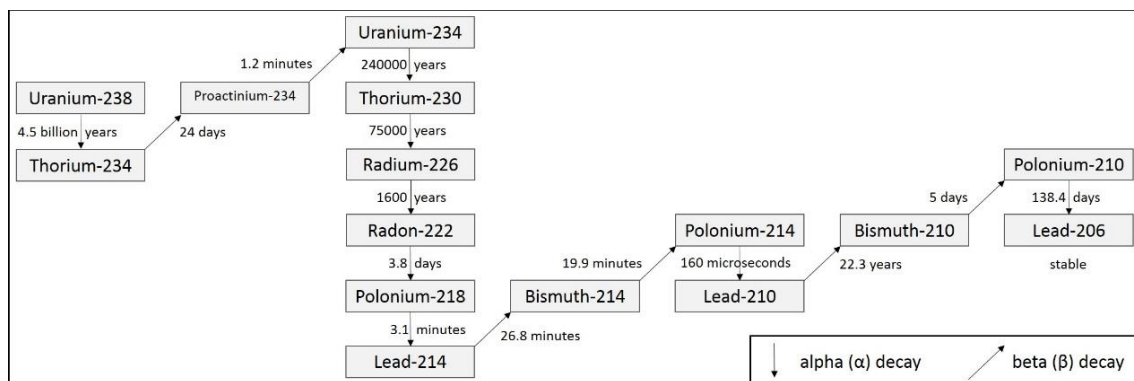 Uranium-234
1.2 minutes
240000 years
Uranium-238
Proactinium-234
Thorium-230
4.5 billion years
24 days
75000 years
Thorium-234
Radium-226
Polonium-210
1600 years
5 days
138.4 days
Radon-222
Polonium-214
Bismuth-210
Lead-206
3.8 days
19.9 minutes
160 microseconds
22.3 years
stable
Polonium-218
Bismuth-214
Lead-210
3.1 minutes
26.8 minutes
Lead-214
alpha (α) decay
beta (β) decay